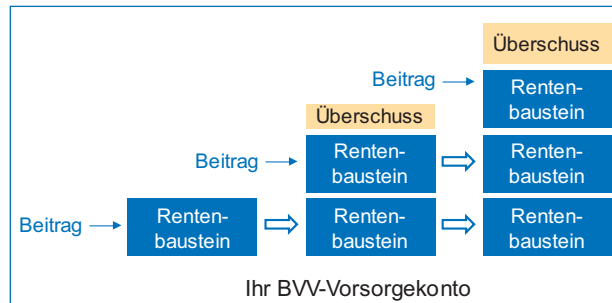 Überschuss
Beitrag
Renten-
baustein
Überschuss
Beitrag
Renten-
baustein
Renten-
baustein
Beitrag
Renten-
baustein
Renten-
baustein
Renten-
baustein
Ihr BVV-Vorsorgekonto